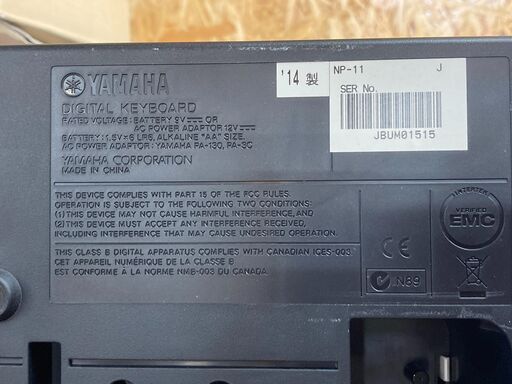 YAMAHA
DIGITAL KEYBOARD
RATED VOLTAGE: BATTERY 9V⎓ OR
AC POWER ADAPTOR 12V⎓
BATTERY: 1.5V×6 LR6, ALKALINE "AA" SIZE.
AC POWER ADAPTOR: YAMAHA PA-130, PA-3C
YAMAHA CORPORATION
MADE IN CHINA
'14 製
NP-11 J
SER No.
JBUM01515
THIS DEVICE COMPLIES WITH PART 15 OF THE FCC RULES.
OPERATION IS SUBJECT TO THE FOLLOWING TWO CONDITIONS:
(1) THIS DEVICE MAY NOT CAUSE HARMFUL INTERFERENCE, AND
(2) THIS DEVICE MUST ACCEPT ANY INTERFERENCE RECEIVED,
INCLUDING INTERFERENCE THAT MAY CAUSE UNDESIRED OPERATION.
THIS CLASS B DIGITAL APPARATUS COMPLIES WITH CANADIAN ICES-003.
CET APPAREIL NUMÉRIQUE DE LA CLASSE B
EST CONFORME À LA NORME NMB-003 DU CANADA.
INTERTEK
VERIFIED
EMC
CE
N89